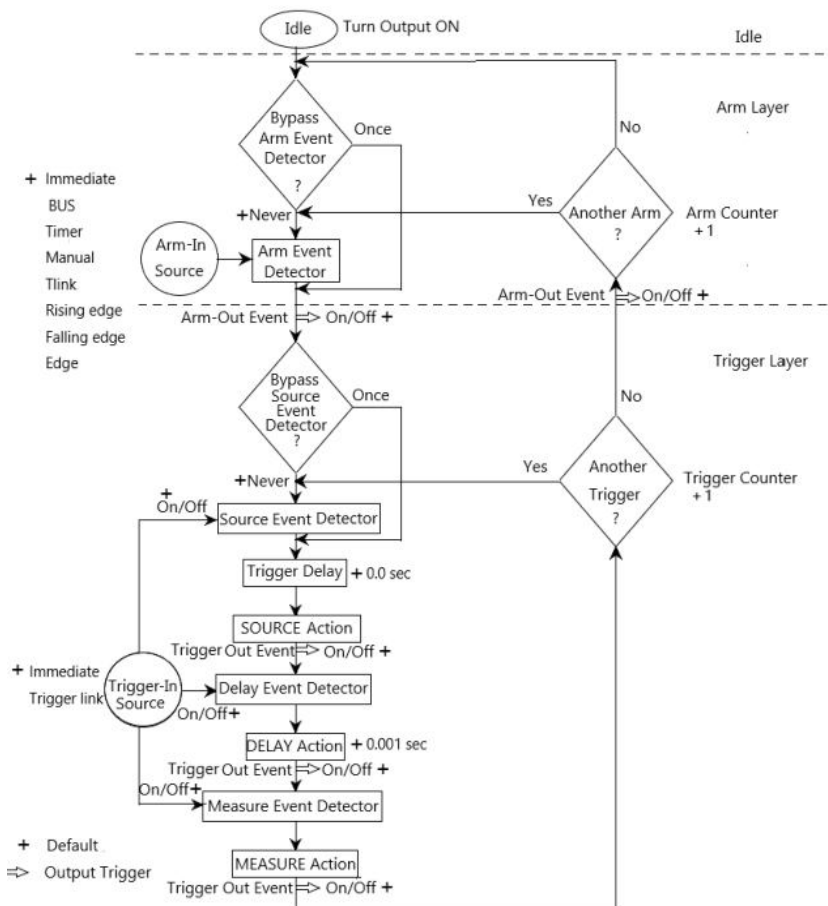 Idle
Turn Output ON
Idle
Arm Layer
Bypass
Arm Event
Detector
?
Once
No
+ Immediate
BUS
Timer
Manual
Tlink
Rising edge
Falling edge
Edge
Arm-In
Source
+Never
Arm Event
Detector
Yes
Another Arm
?
Arm Counter
+1
Arm-Out Event ⇨ On/Off +
Arm-Out Event ⇨ On/Off +
Trigger Layer
Bypass
Source
Event
Detector
?
Once
No
+Never
Yes
Another
Trigger
?
Trigger Counter
+1
+
On/Off
Source Event Detector
Trigger Delay
+ 0.0 sec
SOURCE Action
Trigger Out Event ⇨ On/Off +
+ Immediate
Trigger link
Trigger-In
Source
On/Off+
Delay Event Detector
DELAY Action
+ 0.001 sec
Trigger Out Event ⇨ On/Off +
On/Off+
Measure Event Detector
MEASURE Action
Trigger Out Event ⇨ On/Off +
+ Default
⇨ Output Trigger